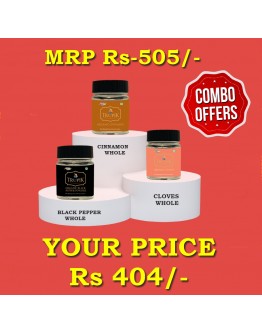 MRP Rs-505/-
COMBO
OFFERS
CINNAMON
WHOLE
CLOVES
WHOLE
BLACK PEPPER
WHOLE
YOUR PRICE
Rs 404/-